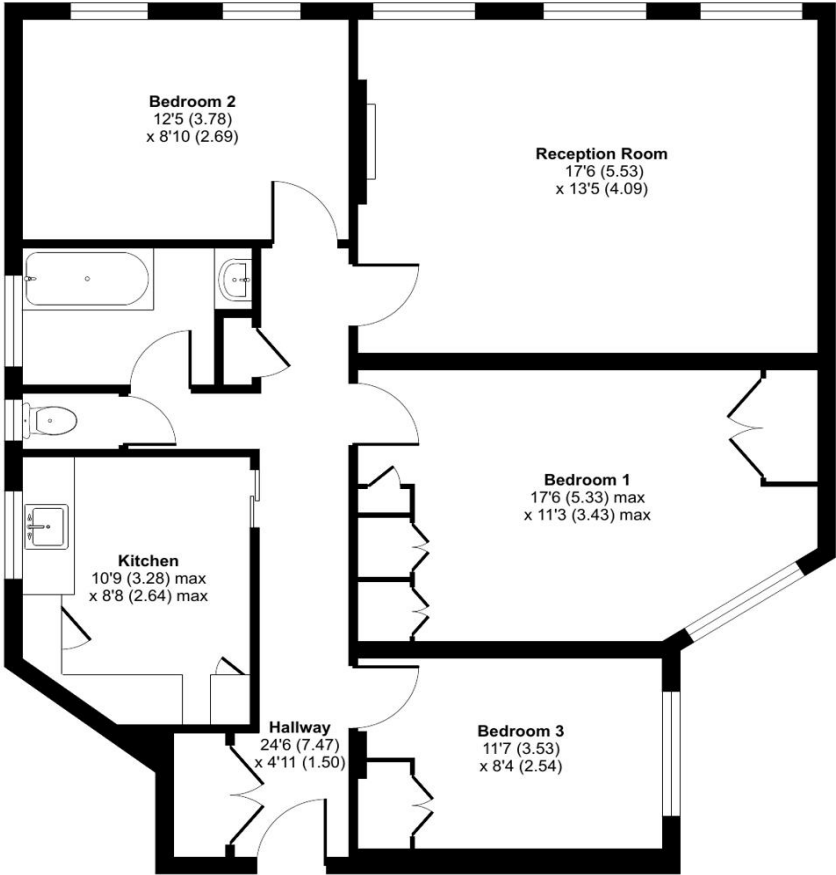 Bedroom 2
12'5 (3.78)
x 8'10 (2.69)
Reception Room
17'6 (5.53)
x 13'5 (4.09)
Bedroom 1
17'6 (5.33) max
x 11'3 (3.43) max
Kitchen
10'9 (3.28) max
x 8'8 (2.64) max
Hallway
24'6 (7.47)
x 4'11 (1.50)
Bedroom 3
11'7 (3.53)
x 8'4 (2.54)